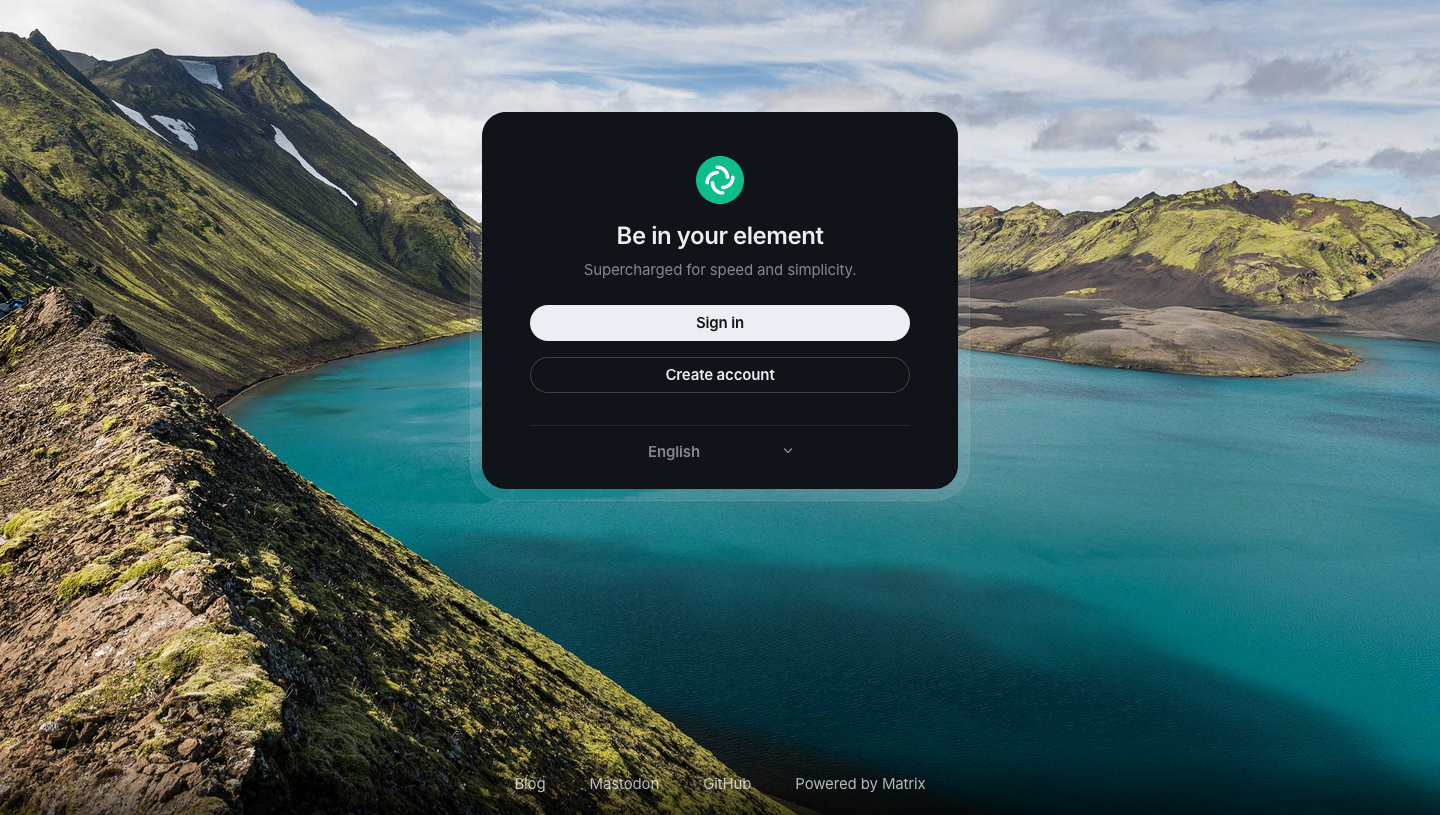 Be in your element
Supercharged for speed and simplicity.
Sign in
Create account
English
Blog Mastodon GitHub Powered by Matrix